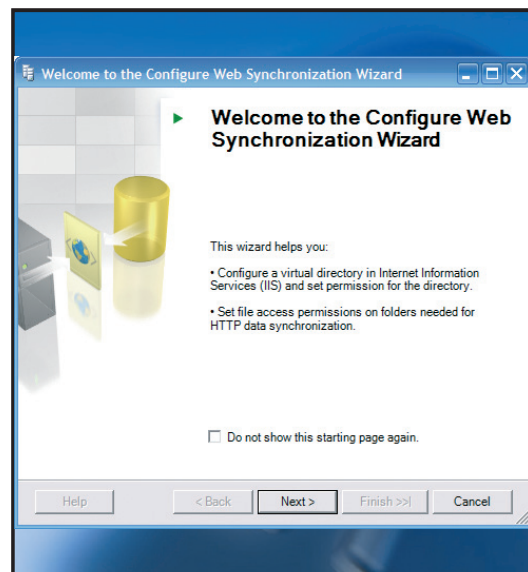 Welcome to the Configure Web Synchronization Wizard
Welcome to the Configure Web
Synchronization Wizard
This wizard helps you:
• Configure a virtual directory in Internet Information
Services (IIS) and set permission for the directory.
• Set file access permissions on folders needed for
HTTP data synchronization.
Do not show this starting page again.
Help
< Back
Next >
Finish >>|
Cancel